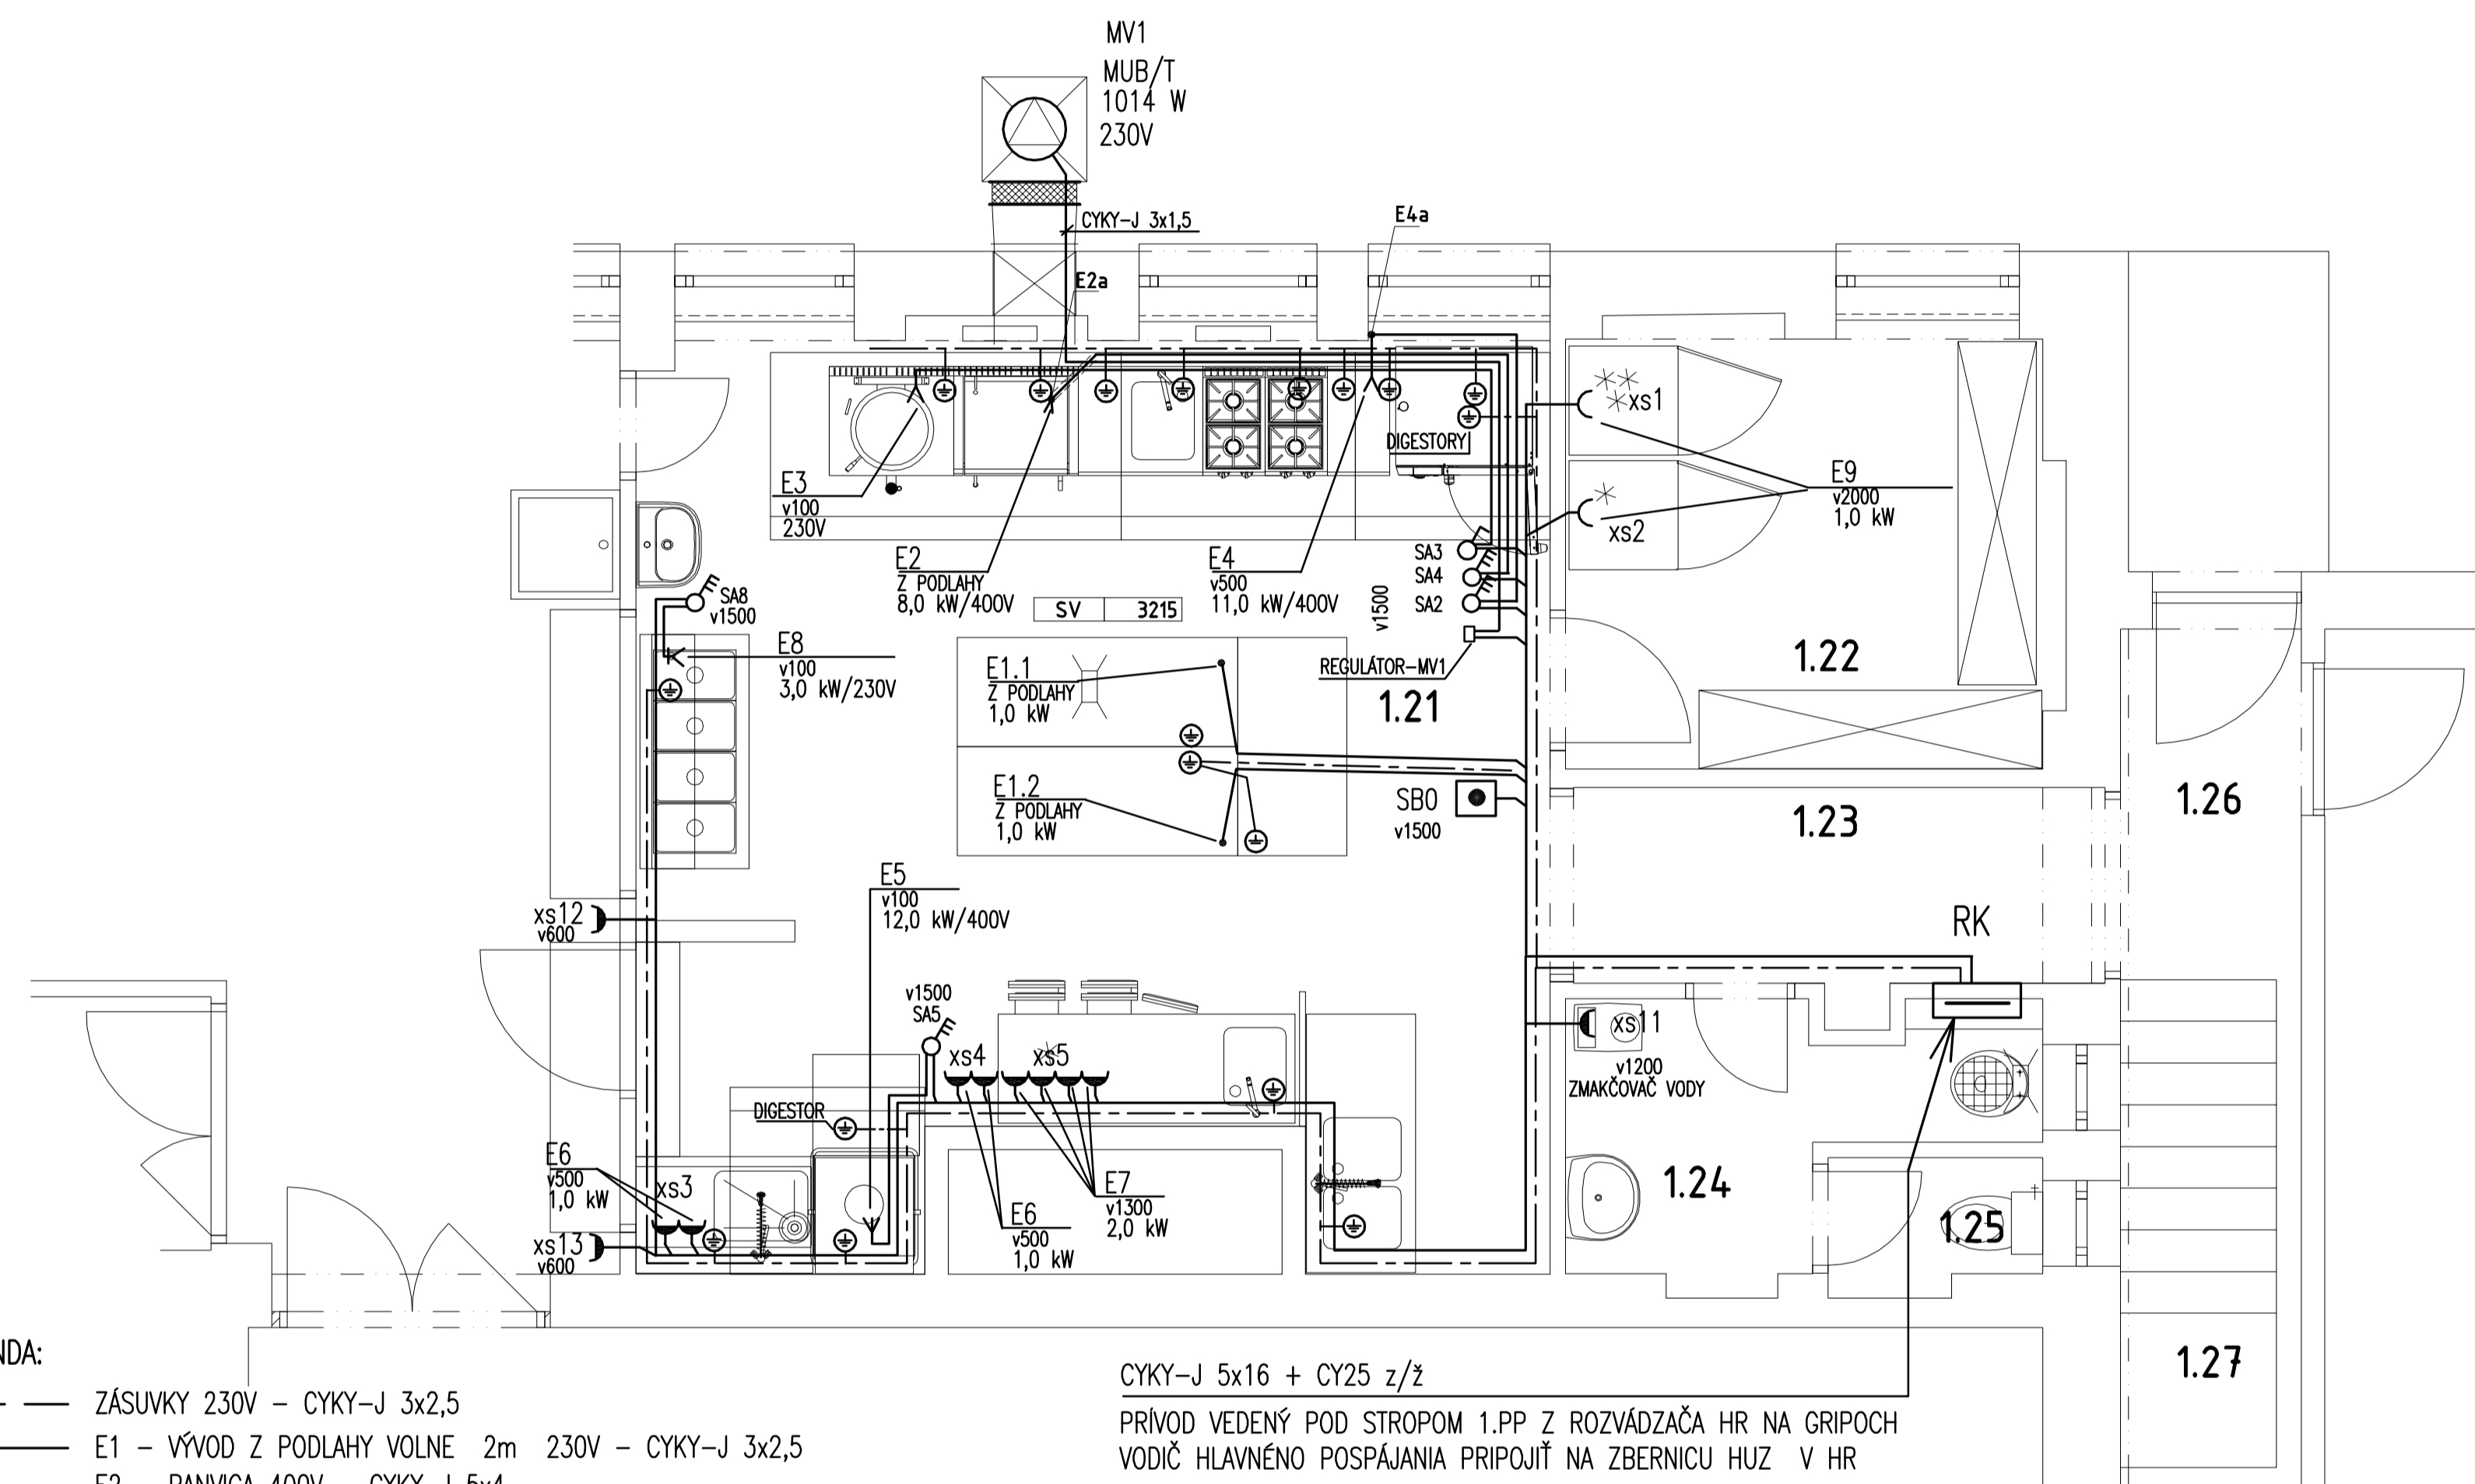 MV1
MUB/T
1014 W
230V
CYKY-J 3x1,5
E4a
E2a
xs1
DIGESTORY
E3
v100
230V
E9
v2000
1,0 kW
xs2
E2
Z PODLAHY
8,0 kW/400V
E4
v500
11,0 kW/400V
SA3
SA4
SA2
v1500
SA8
v1500
SV 3215
E8
v100
3,0 kW/230V
E1.1
Z PODLAHY
1,0 kW
REGULÁTOR-MV1
1.21
1.22
E1.2
Z PODLAHY
1,0 kW
SB0
v1500
1.23
1.26
E5
v100
12,0 kW/400V
xs12
v600
RK
v1500
SA5
xs4
xs5
xs11
v1200
ZMAKČOVAČ VODY
DIGESTOR
E6
v500
1,0 kW
xs3
E7
v1300
2,0 kW
E6
v500
1,0 kW
1.24
1.25
xs13
v600
NDA:
1.27
CYKY-J 5x16 + CY25 z/ž
ZÁSUVKY 230V - CYKY-J 3x2,5
PRÍVOD VEDENÝ POD STROPOM 1.PP Z ROZVÁDZAČA HR NA GRIPOCH
E1 - VÝVOD Z PODLAHY VOLNE 2m 230V - CYKY-J 3x2,5
VODIČ HLAVNÉNO POSPÁJANIA PRIPOJIŤ NA ZBERNICU HUZ V HR
E2 - PANVICA 400V - CYKY-J 5x4